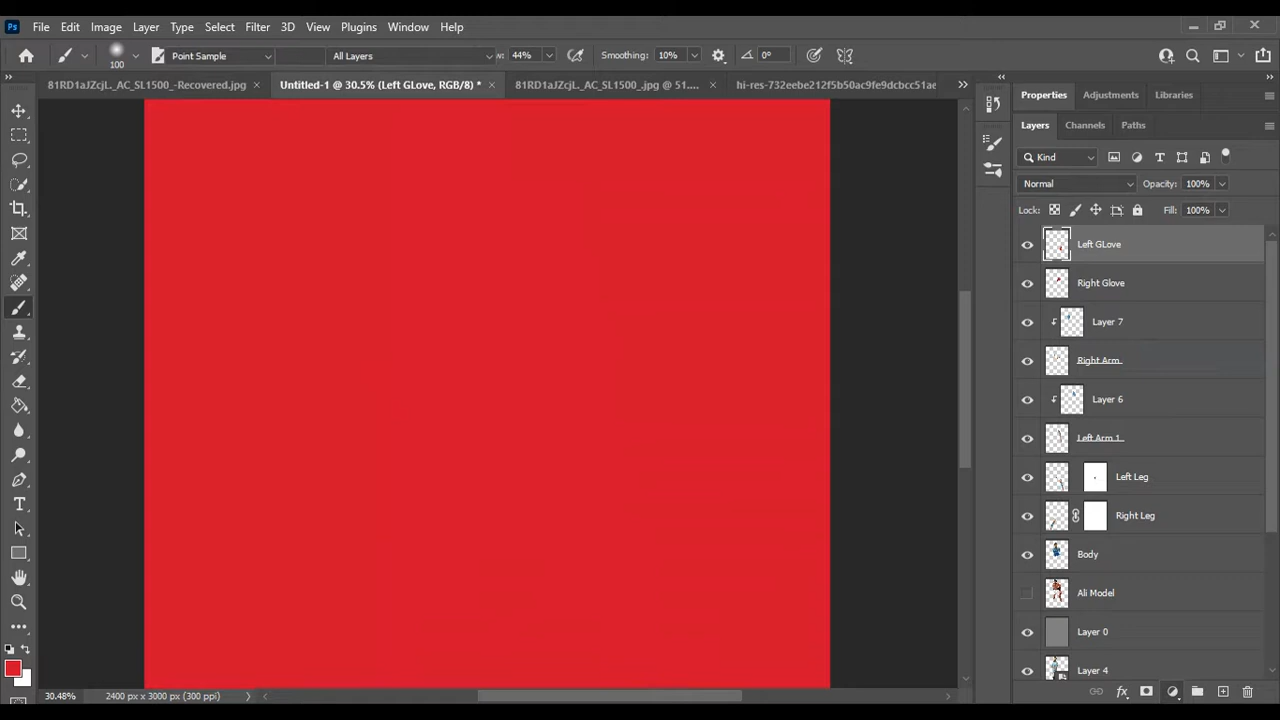 Ps File Edit Image Layer Type Select Filter 3D View Plugins Window Help
100 Point Sample All Layers 44% Smoothing: 10% 0°
81RD1aJZcjL._AC_SL1500_-Recovered.jpg Untitled-1 @ 30.5% (Left GLove, RGB/8) * 81RD1aJZcjL._AC_SL1500_.jpg @ 51.... hi-res-732eebe212f5b50ac9fe9dcbcc51ae
Properties Adjustments Libraries
Layers Channels Paths
Kind
Normal Opacity: 100%
Lock: Fill: 100%
Left GLove
Right Glove
Layer 7
Right Arm
Layer 6
Left Arm 1
Left Leg
Right Leg
Body
Ali Model
Layer 0
Layer 4
30.48% 2400 px x 3000 px (300 ppi)